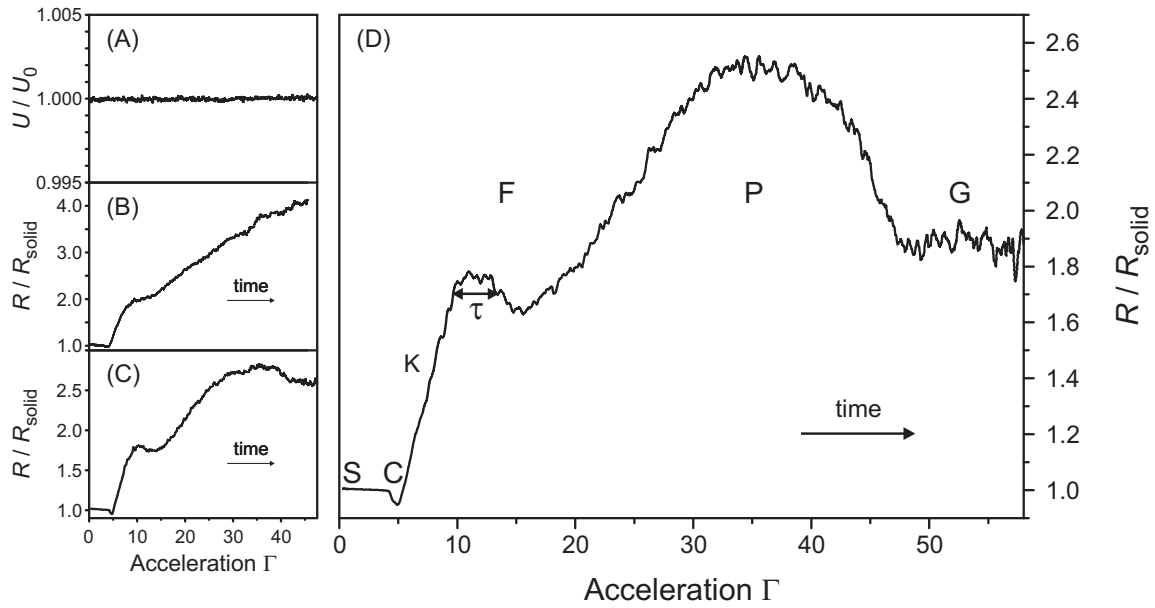 (A)
1.005
1.000
0.995
U / U0
(B)
4.0
3.0
2.0
1.0
R / Rsolid
time
(C)
2.5
2.0
1.5
1.0
R / Rsolid
time
0 10 20 30 40
Acceleration Γ
(D)
2.6
2.4
2.2
2.0
1.8
1.6
1.4
1.2
1.0
R / Rsolid
F
P
G
τ
K
time
S C
0 10 20 30 40 50
Acceleration Γ